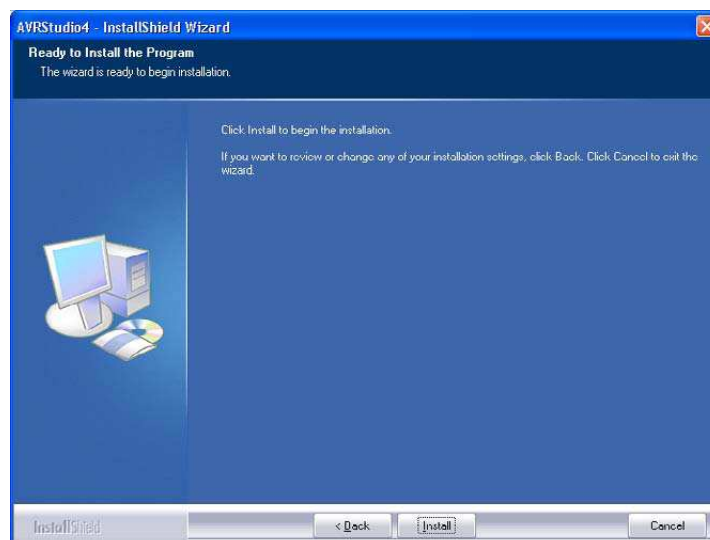 AVRStudio4 - InstallShield Wizard
Ready to Install the Program
The wizard is ready to begin installation.
Click Install to begin the installation.
If you want to review or change any of your installation settings, click Back. Click Cancel to exit the
wizard.
InstallShield
< Back
Install
Cancel